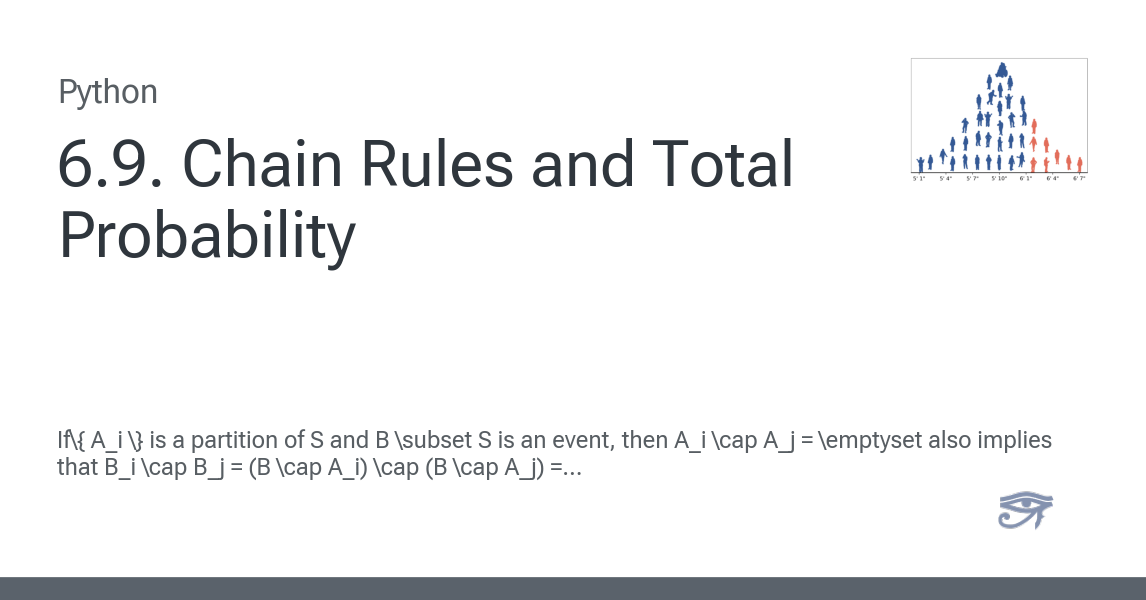 Python
6.9. Chain Rules and Total
Probability
5' 1" 5' 4" 5' 7" 5' 10" 6' 1" 6' 4" 6' 7"
If\{ A_i \} is a partition of S and B \subset S is an event, then A_i \cap A_j = \emptyset also implies
that B_i \cap B_j = (B \cap A_i) \cap (B \cap A_j) =...